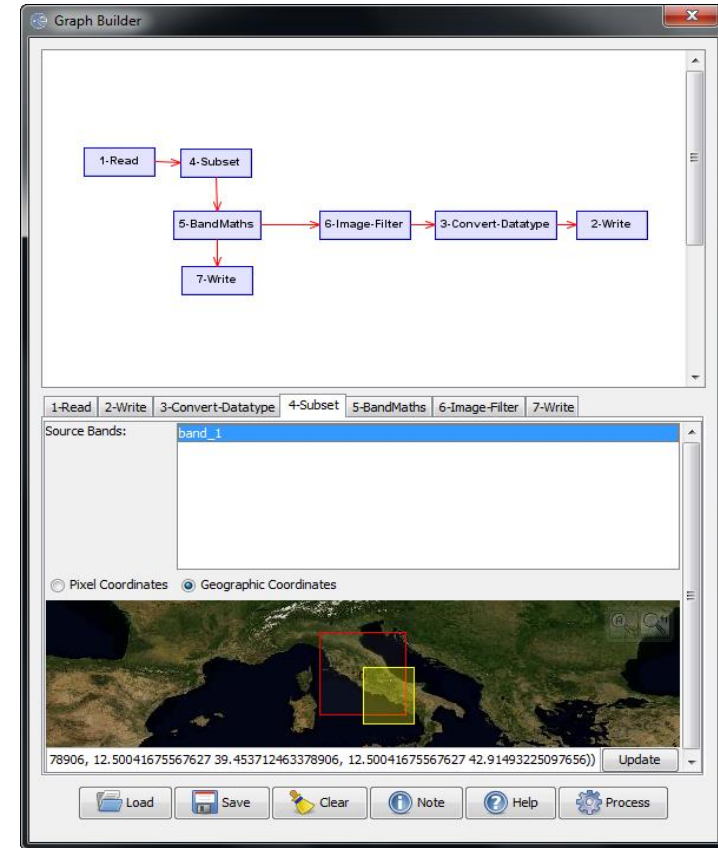 Graph Builder
1-Read
4-Subset
5-BandMaths
6-Image-Filter
3-Convert-Datatype
2-Write
7-Write
1-Read 2-Write 3-Convert-Datatype 4-Subset 5-BandMaths 6-Image-Filter 7-Write
Source Bands: band_1
Pixel Coordinates Geographic Coordinates
78906, 12.50041675567627 39.453712463378906, 12.50041675567627 42.91493225097656)) Update
Load Save Clear Note Help Process